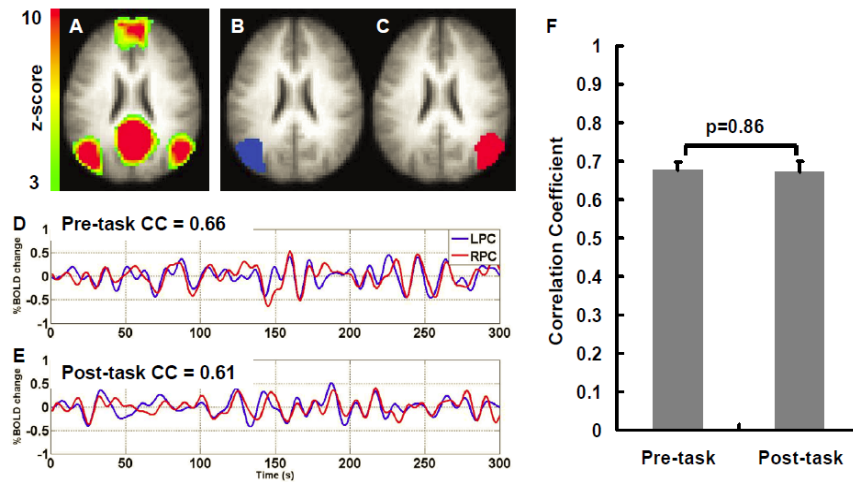 A
B
C
10
z-score
3
D
Pre-task CC = 0.66
LPC
RPC
%BOLD change
1
0.5
0
-0.5
-1
0
50
100
150
200
250
300
E
Post-task CC = 0.61
%BOLD change
1
0.5
0
-0.5
-1
0
50
100
150
200
250
300
Time (s)
F
Correlation Coefficient
1
0.9
0.8
0.7
0.6
0.5
0.4
0.3
0.2
0.1
0
p=0.86
Pre-task
Post-task